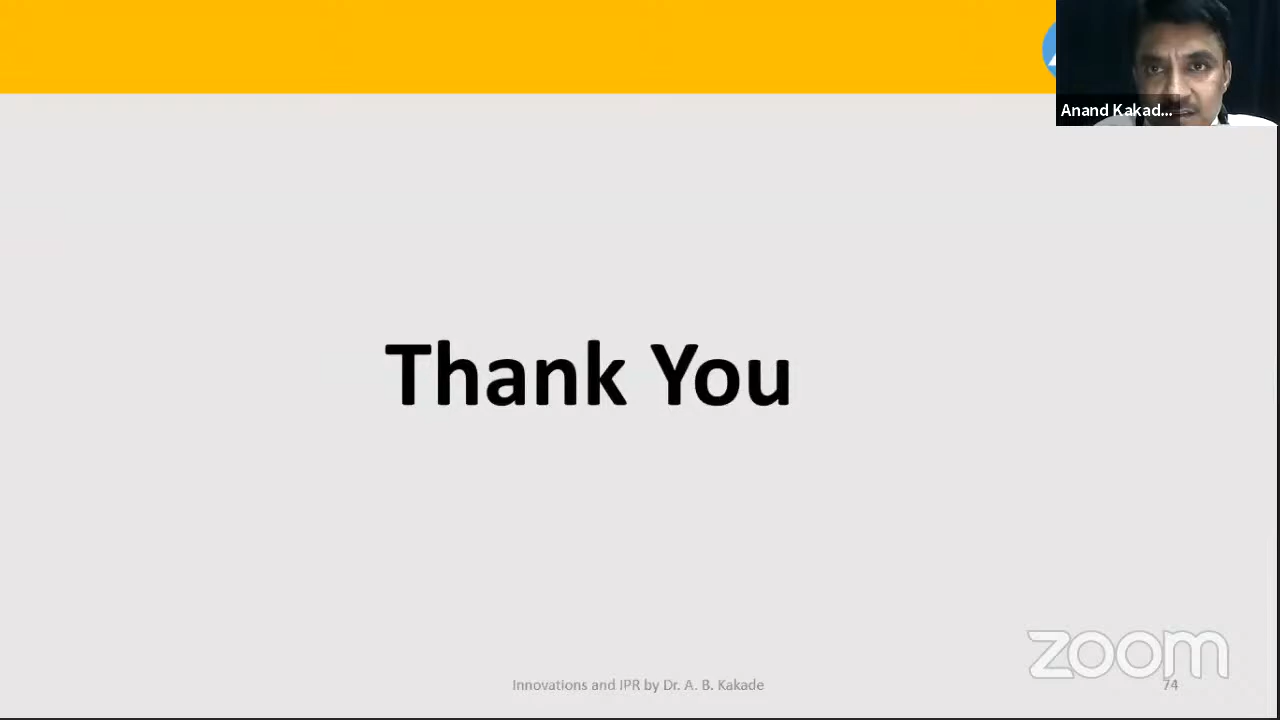 Anand Kakad...
Thank You
zoom
Innovations and IPR by Dr. A. B. Kakade
74